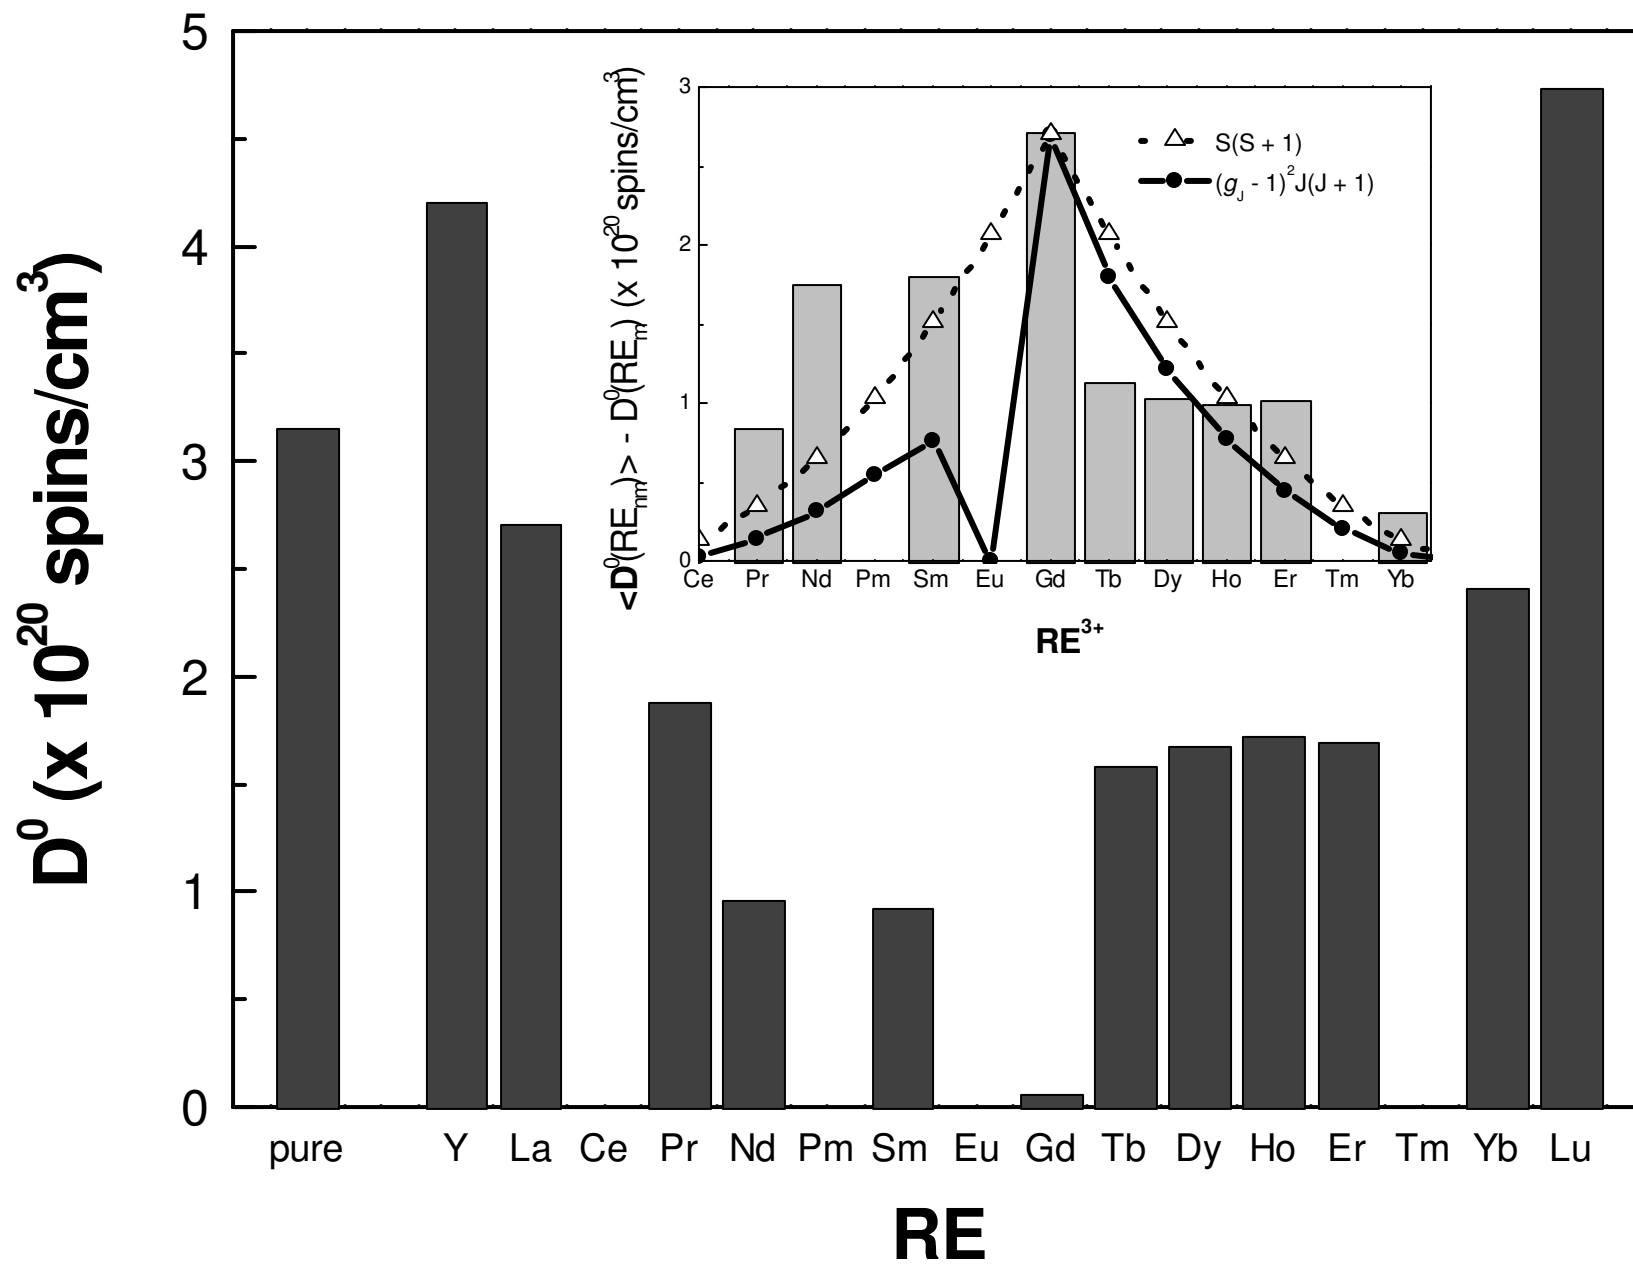 D⁰ (x 10²⁰ spins/cm³)
5
4
3
2
1
0
pure Y La Ce Pr Nd Pm Sm Eu Gd Tb Dy Ho Er Tm Yb Lu
RE
<D⁰(REₙₘ)> - D⁰(REₘ) (x 10²⁰ spins/cm³)
3
2
1
0
S(S + 1)
(g_J - 1)²J(J + 1)
Ce Pr Nd Pm Sm Eu Gd Tb Dy Ho Er Tm Yb
RE³⁺